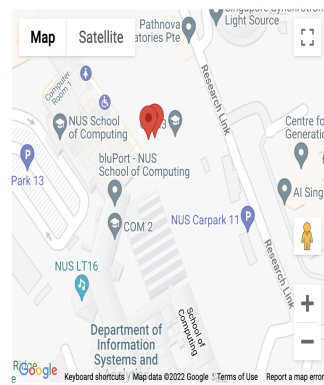 Singapore Synchrotron
Light Source
Pathnova
atories Pte
Map
Satellite
Computer
Room 1
Research Link
NUS School
of Computing
3
Centre fo
Generatio
bluPort - NUS
School of Computing
Park 13
AI Sing
COM 2
NUS Carpark 11
Research Link
NUS LT16
School of
Computing
Department of
Information
Systems and
Google
Keyboard shortcuts
Map data ©2022 Google
Terms of Use
Report a map error